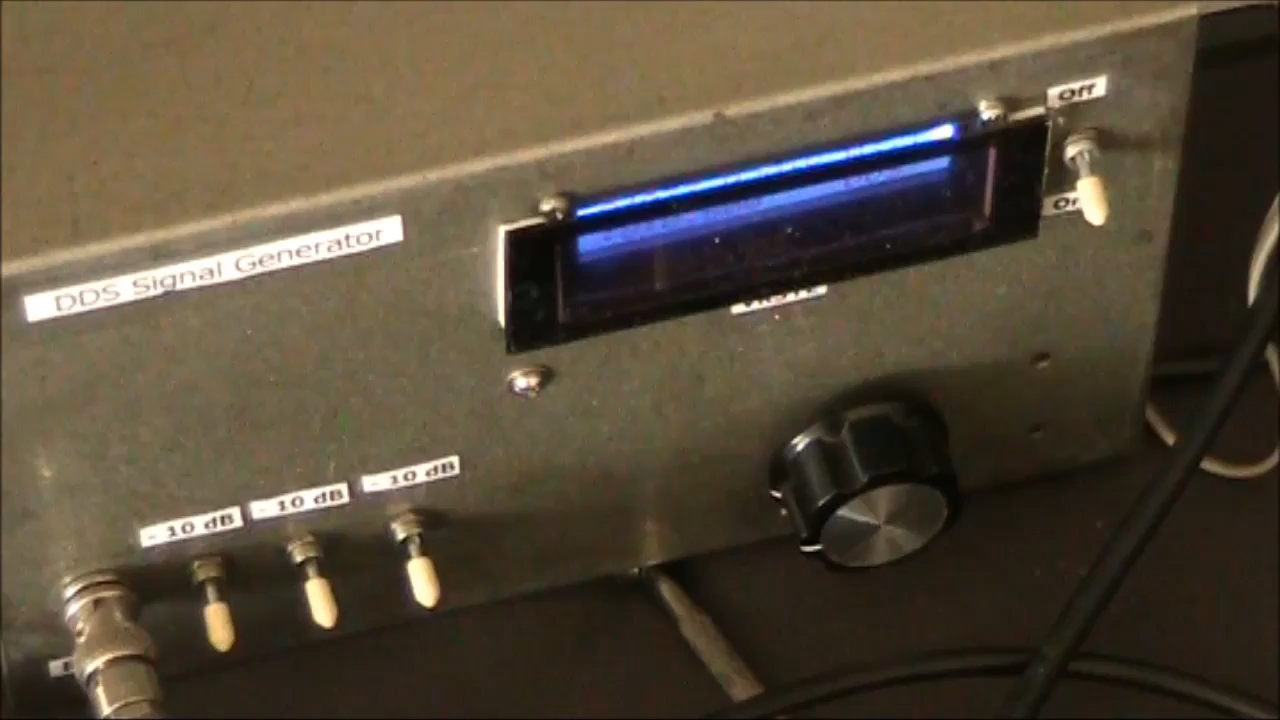 Off
On
DDS Signal Generator
- 10 dB
- 10 dB
- 10 dB